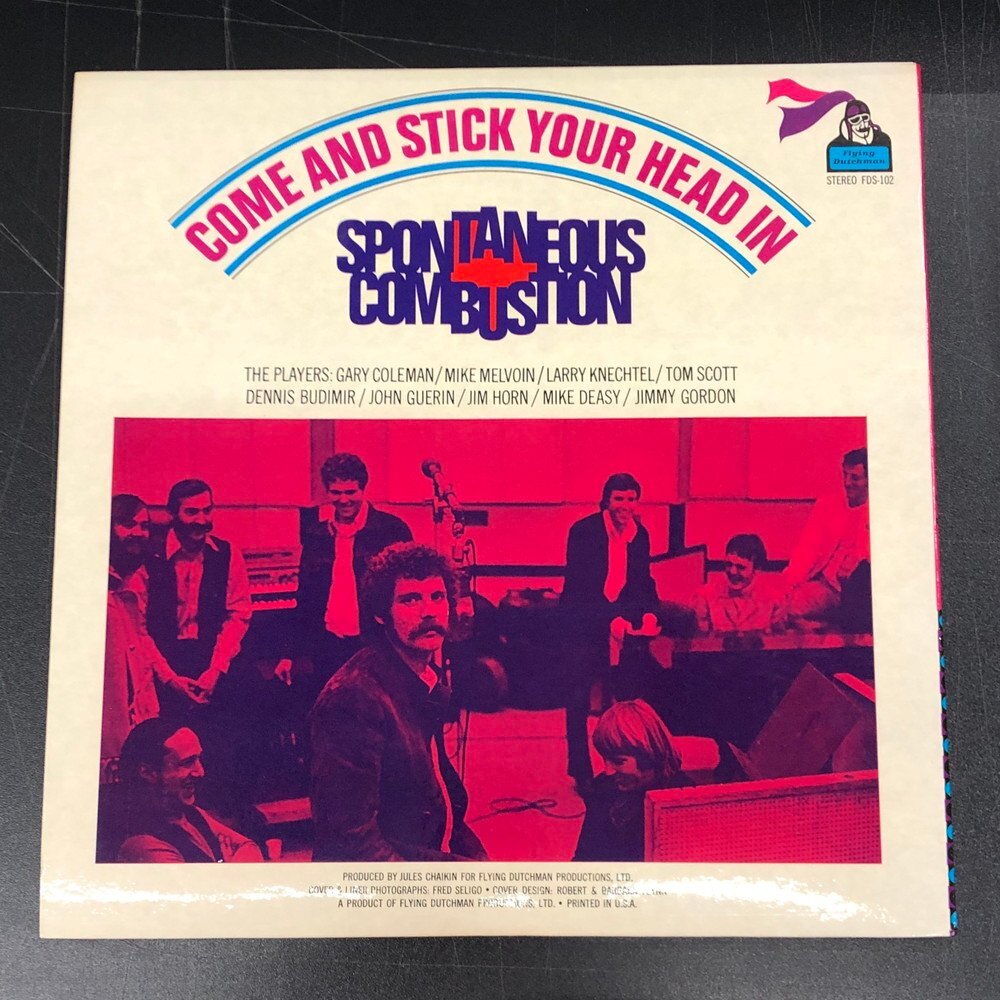 COME AND STICK YOUR HEAD IN
Flying
Dutchman
STEREO FDS-102
SPONTANEOUS
COMBUSTION
THE PLAYERS: GARY COLEMAN/MIKE MELVOIN/LARRY KNECHTEL/TOM SCOTT
DENNIS BUDIMIR/JOHN GUERIN/JIM HORN/MIKE DEASY/JIMMY GORDON
PRODUCED BY JULES CHAIKIN FOR FLYING DUTCHMAN PRODUCTIONS, LTD.
COVER & LINER PHOTOGRAPHS: FRED SELIGO • COVER DESIGN: ROBERT & BARBARA
A PRODUCT OF FLYING DUTCHMAN PRODUCTIONS, LTD. • PRINTED IN U.S.A.